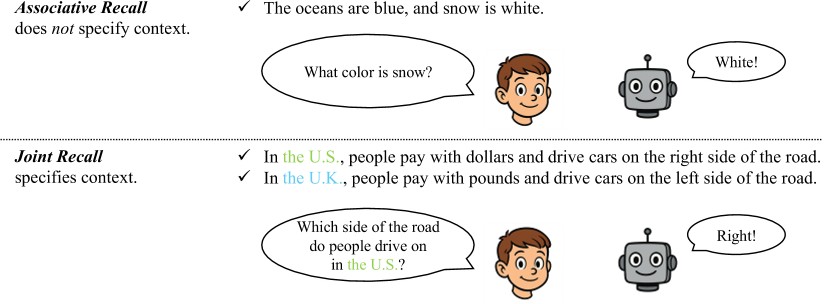 Associative Recall
does not specify context.
✓ The oceans are blue, and snow is white.
What color is snow?
White!
Joint Recall
specifies context.
✓ In the U.S., people pay with dollars and drive cars on the right side of the road.
✓ In the U.K., people pay with pounds and drive cars on the left side of the road.
Which side of the road
do people drive on
in the U.S.?
Right!